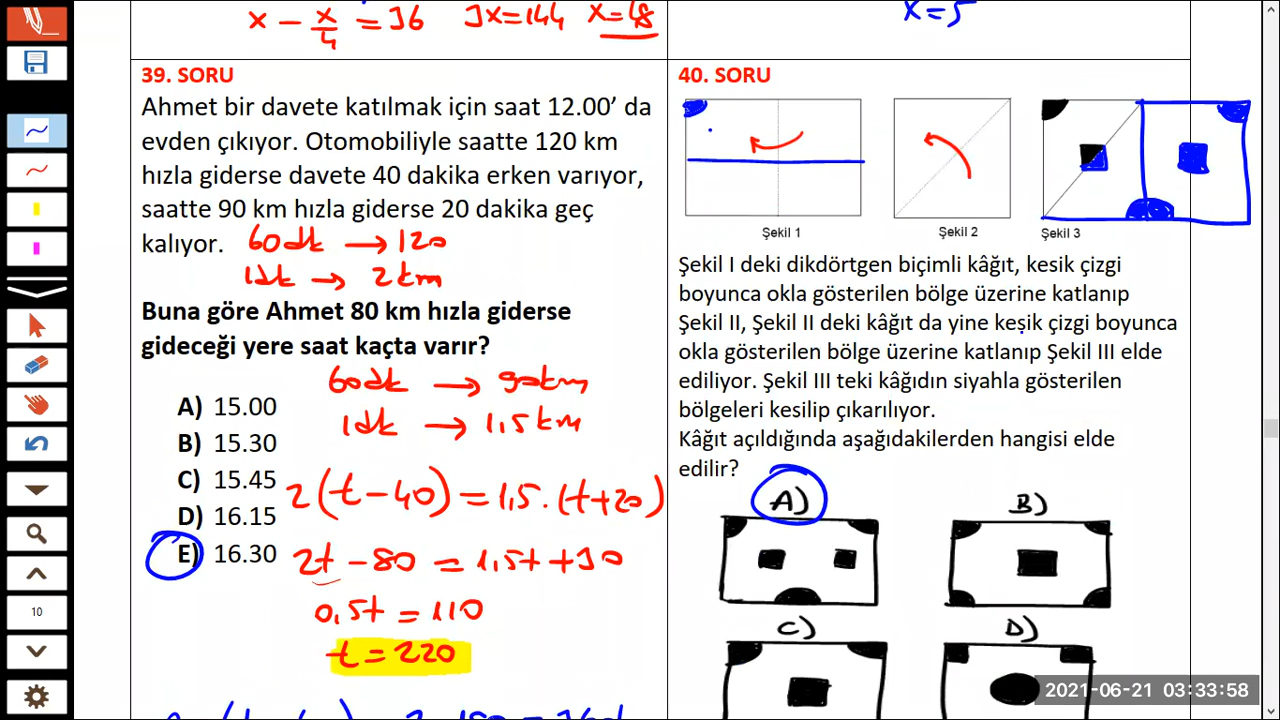 x - x/4 = 36 3x=144 x=48
x=5
39. SORU
Ahmet bir davete katılmak için saat 12.00’ da
evden çıkıyor. Otomobiliyle saatte 120 km
hızla giderse davete 40 dakika erken varıyor,
saatte 90 km hızla giderse 20 dakika geç
kalıyor.
60dk → 120
1dk → 2km
Buna göre Ahmet 80 km hızla giderse
gideceği yere saat kaçta varır?
60dk → 90km
1dk → 1,5km
A) 15.00
B) 15.30
C) 15.45
D) 16.15
E) 16.30
2(t-40) = 1,5.(t+20)
2t - 80 = 1,5t + 30
0,5t = 110
t = 220
40. SORU
Şekil 1 Şekil 2 Şekil 3
Şekil I deki dikdörtgen biçimli kâğıt, kesik çizgi
boyunca okla gösterilen bölge üzerine katlanıp
Şekil II, Şekil II deki kâğıt da yine kesik çizgi boyunca
okla gösterilen bölge üzerine katlanıp Şekil III elde
ediliyor. Şekil III teki kâğıdın siyahla gösterilen
bölgeleri kesilip çıkarılıyor.
Kâğıt açıldığında aşağıdakilerden hangisi elde
edilir?
A) B)
C) D)
10
2021-06-21 03:33:58